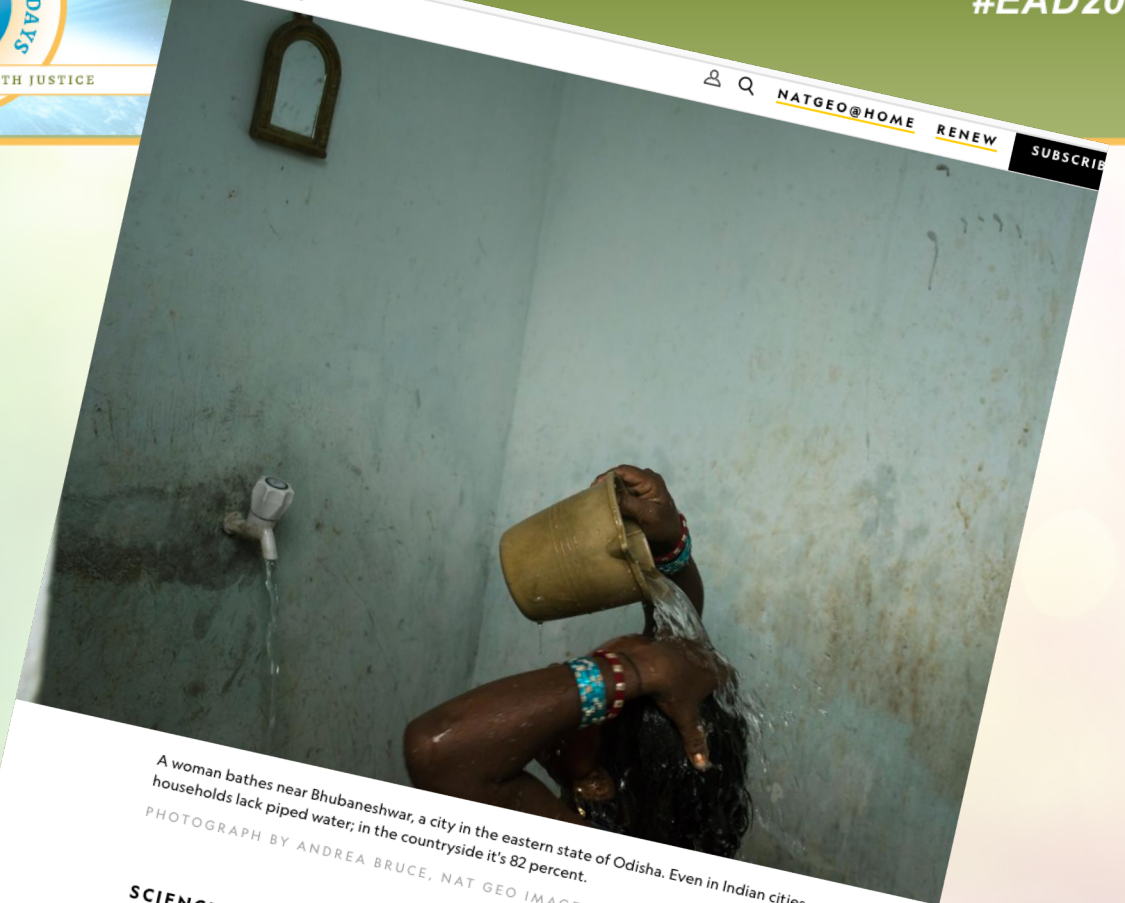 #EAD20
DAYS
TH JUSTICE
NATGEO@HOME
RENEW
SUBSCRIB
A woman bathes near Bhubaneshwar, a city in the eastern state of Odisha. Even in Indian cities
households lack piped water; in the countryside it's 82 percent.
PHOTOGRAPH BY ANDREA BRUCE, NAT GEO IMAG
SCIENC